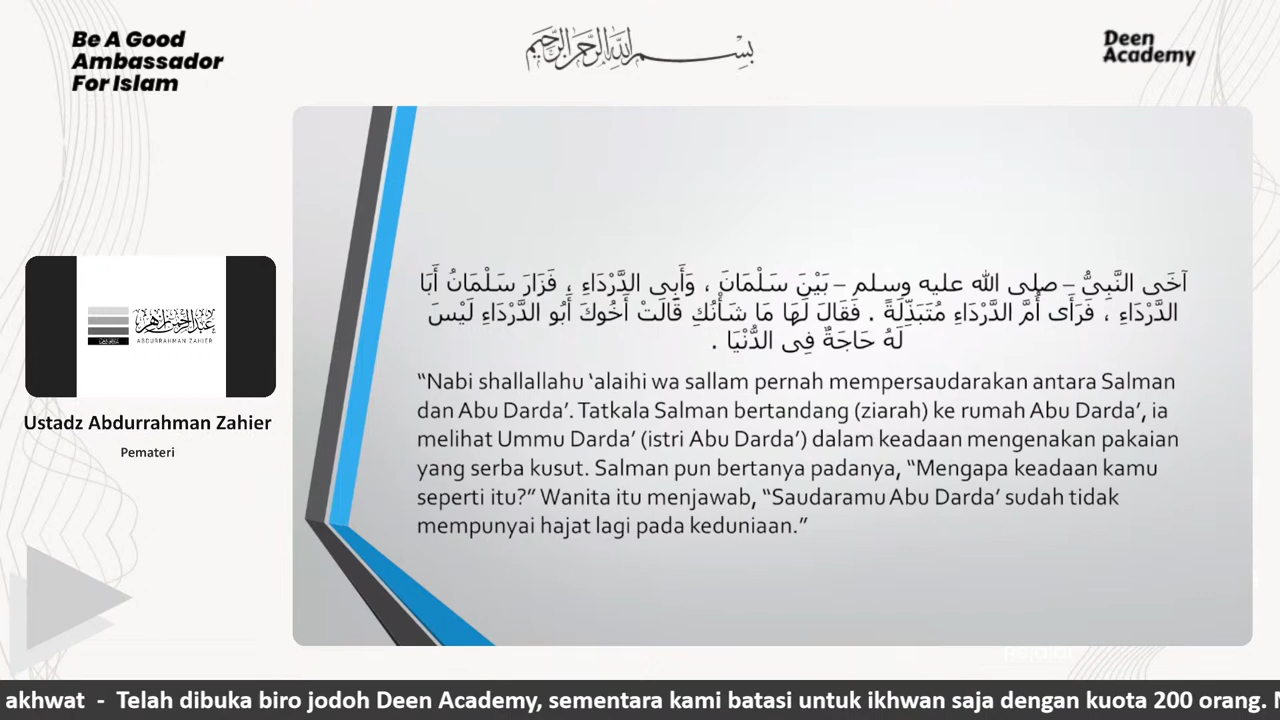 Be A Good
Ambassador
For Islam
بِسْمِ اللهِ الرَّحْمَنِ الرَّحِيمِ
Deen
Academy
آخَى النَّبِىُّ – صلى الله عليه وسلم – بَيْنَ سَلْمَانَ ، وَأَبِى الدَّرْدَاءِ ، فَزَارَ سَلْمَانُ أَبَا
الدَّرْدَاءِ ، فَرَأَى أُمَّ الدَّرْدَاءِ مُتَبَذِّلَةً . فَقَالَ لَهَا مَا شَأْنُكِ قَالَتْ أَخُوكَ أَبُو الدَّرْدَاءِ لَيْسَ
لَهُ حَاجَةٌ فِى الدُّنْيَا .
“Nabi shallallahu ‘alaihi wa sallam pernah mempersaudarakan antara Salman
dan Abu Darda’. Tatkala Salman bertandang (ziarah) ke rumah Abu Darda’, ia
melihat Ummu Darda’ (istri Abu Darda’) dalam keadaan mengenakan pakaian
yang serba kusut. Salman pun bertanya padanya, “Mengapa keadaan kamu
seperti itu?” Wanita itu menjawab, “Saudaramu Abu Darda’ sudah tidak
mempunyai hajat lagi pada keduniaan.”
عبدالرحمن زاهر
ABDURRAHMAN ZAHIER
Ustadz Abdurrahman Zahier
Pemateri
akhwat - Telah dibuka biro jodoh Deen Academy, sementara kami batasi untuk ikhwan saja dengan kuota 200 orang.